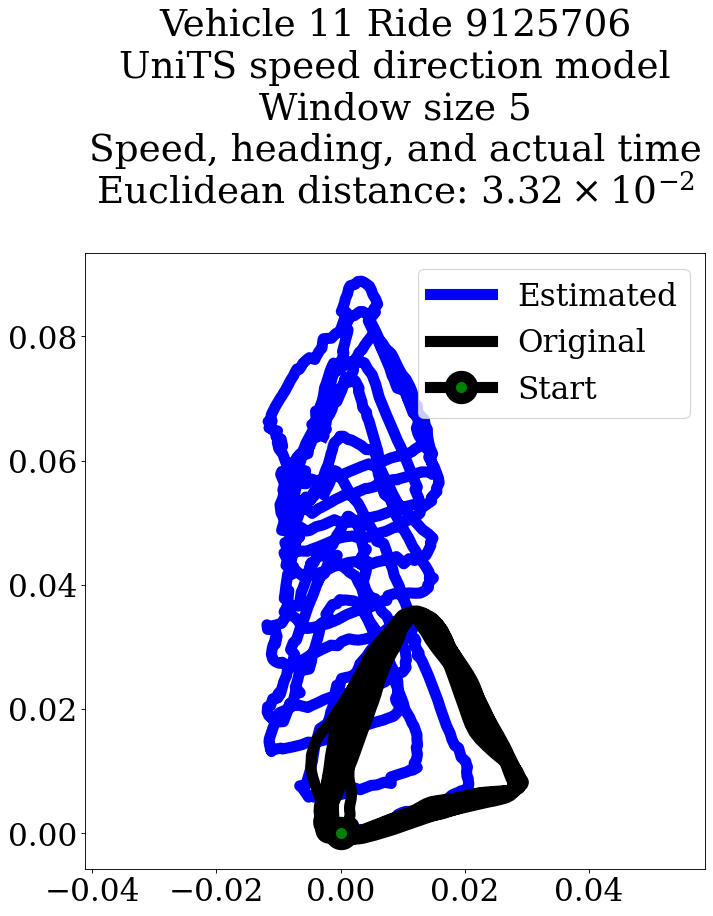 Vehicle 11 Ride 9125706
UniTS speed direction model
Window size 5
Speed, heading, and actual time
Euclidean distance: 3.32 × 10⁻²
Estimated
Original
Start
0.08
0.06
0.04
0.02
0.00
−0.04 −0.02 0.00 0.02 0.04